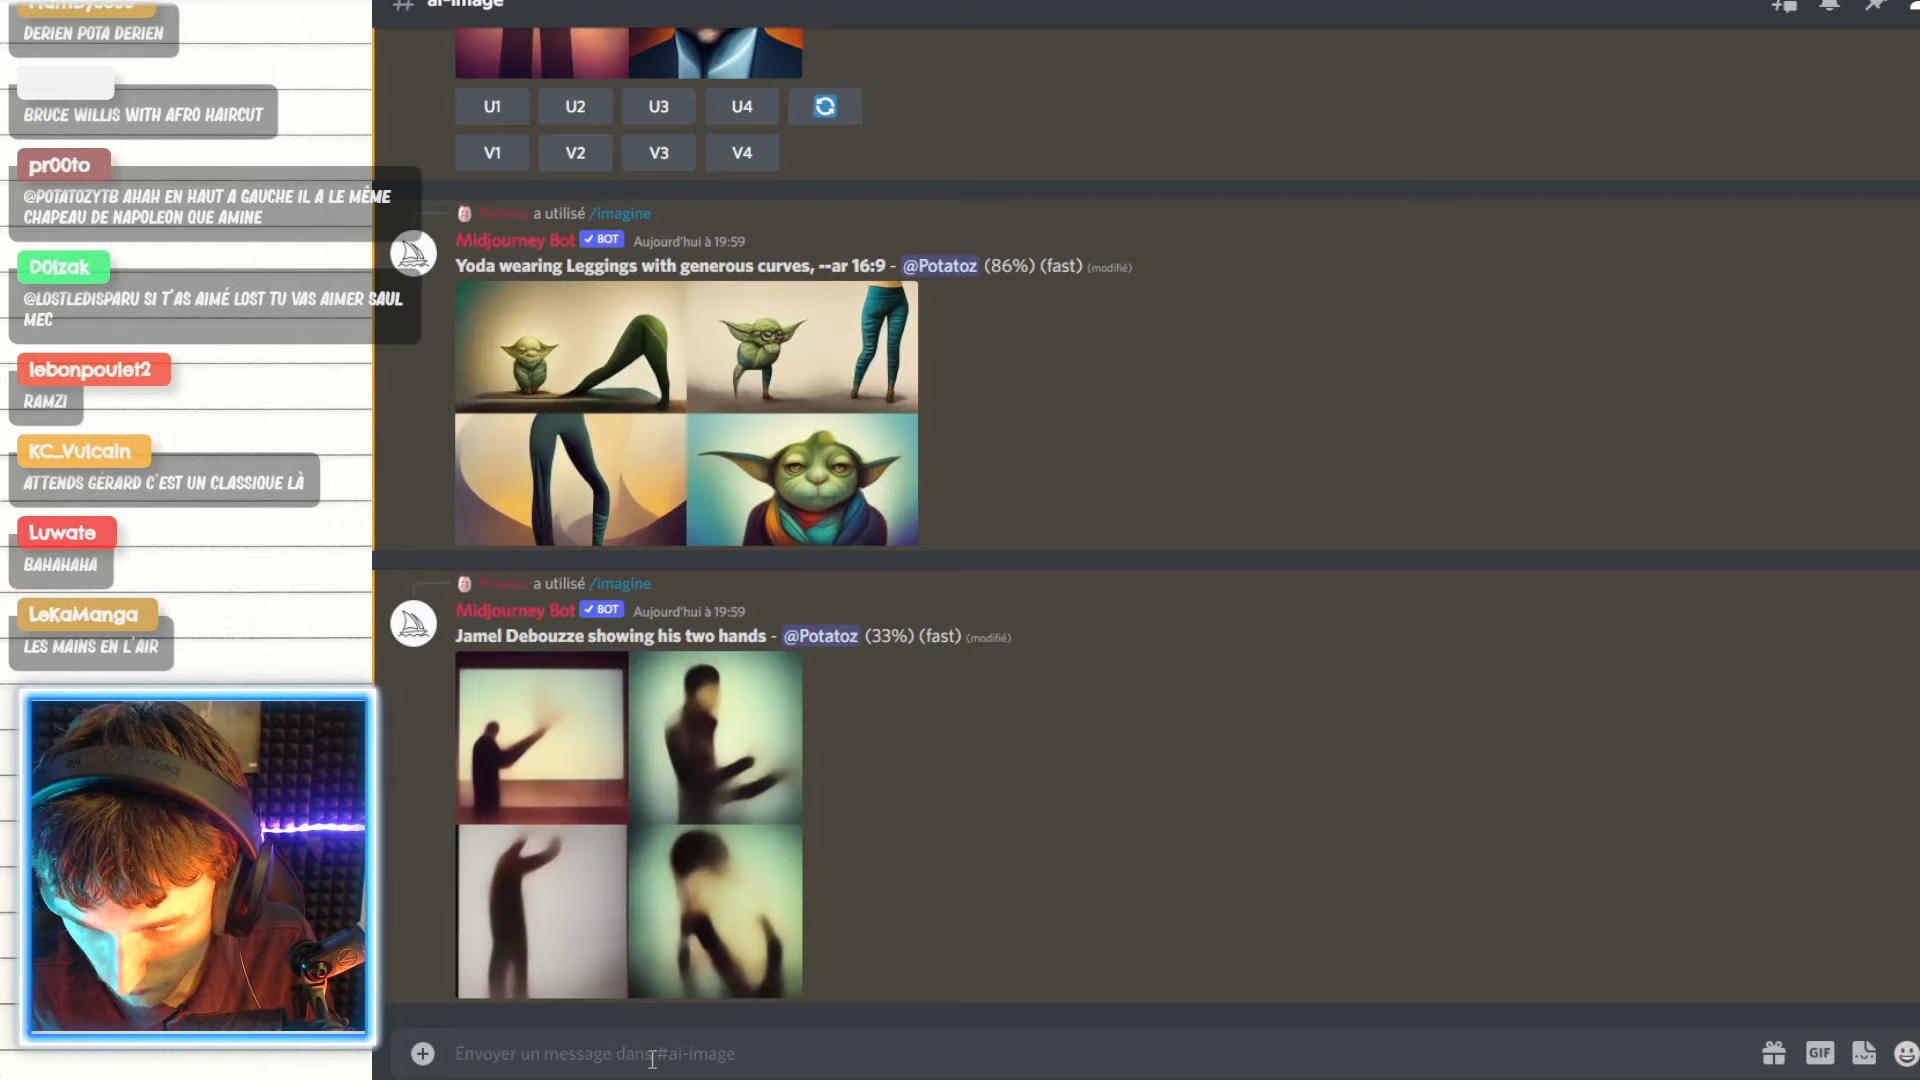 DERIEN POTA DERIEN
BRUCE WILLIS WITH AFRO HAIRCUT
pr00to
@POTATOZYTB AHAH EN HAUT A GAUCHE IL A LE MÊME
CHAPEAU DE NAPOLEON QUE AMINE
D0lzak
@LOSTLEDISPARU SI T'AS AIMÉ LOST TU VAS AIMER SAUL
MEC
lebonpoulet2
RAMZI
KC_Vulcain
ATTENDS GÉRARD C'EST UN CLASSIQUE LÀ
Luwate
BAHAHAHA
LeKaManga
LES MAINS EN L'AIR
# ai-image
U1 U2 U3 U4
V1 V2 V3 V4
Potatoz a utilisé /imagine
Midjourney Bot BOT Aujourd'hui à 19:59
Yoda wearing Leggings with generous curves, --ar 16:9 - @Potatoz (86%) (fast) (modifié)
Potatoz a utilisé /imagine
Midjourney Bot BOT Aujourd'hui à 19:59
Jamel Debouzze showing his two hands - @Potatoz (33%) (fast) (modifié)
Envoyer un message dans #ai-image
GIF